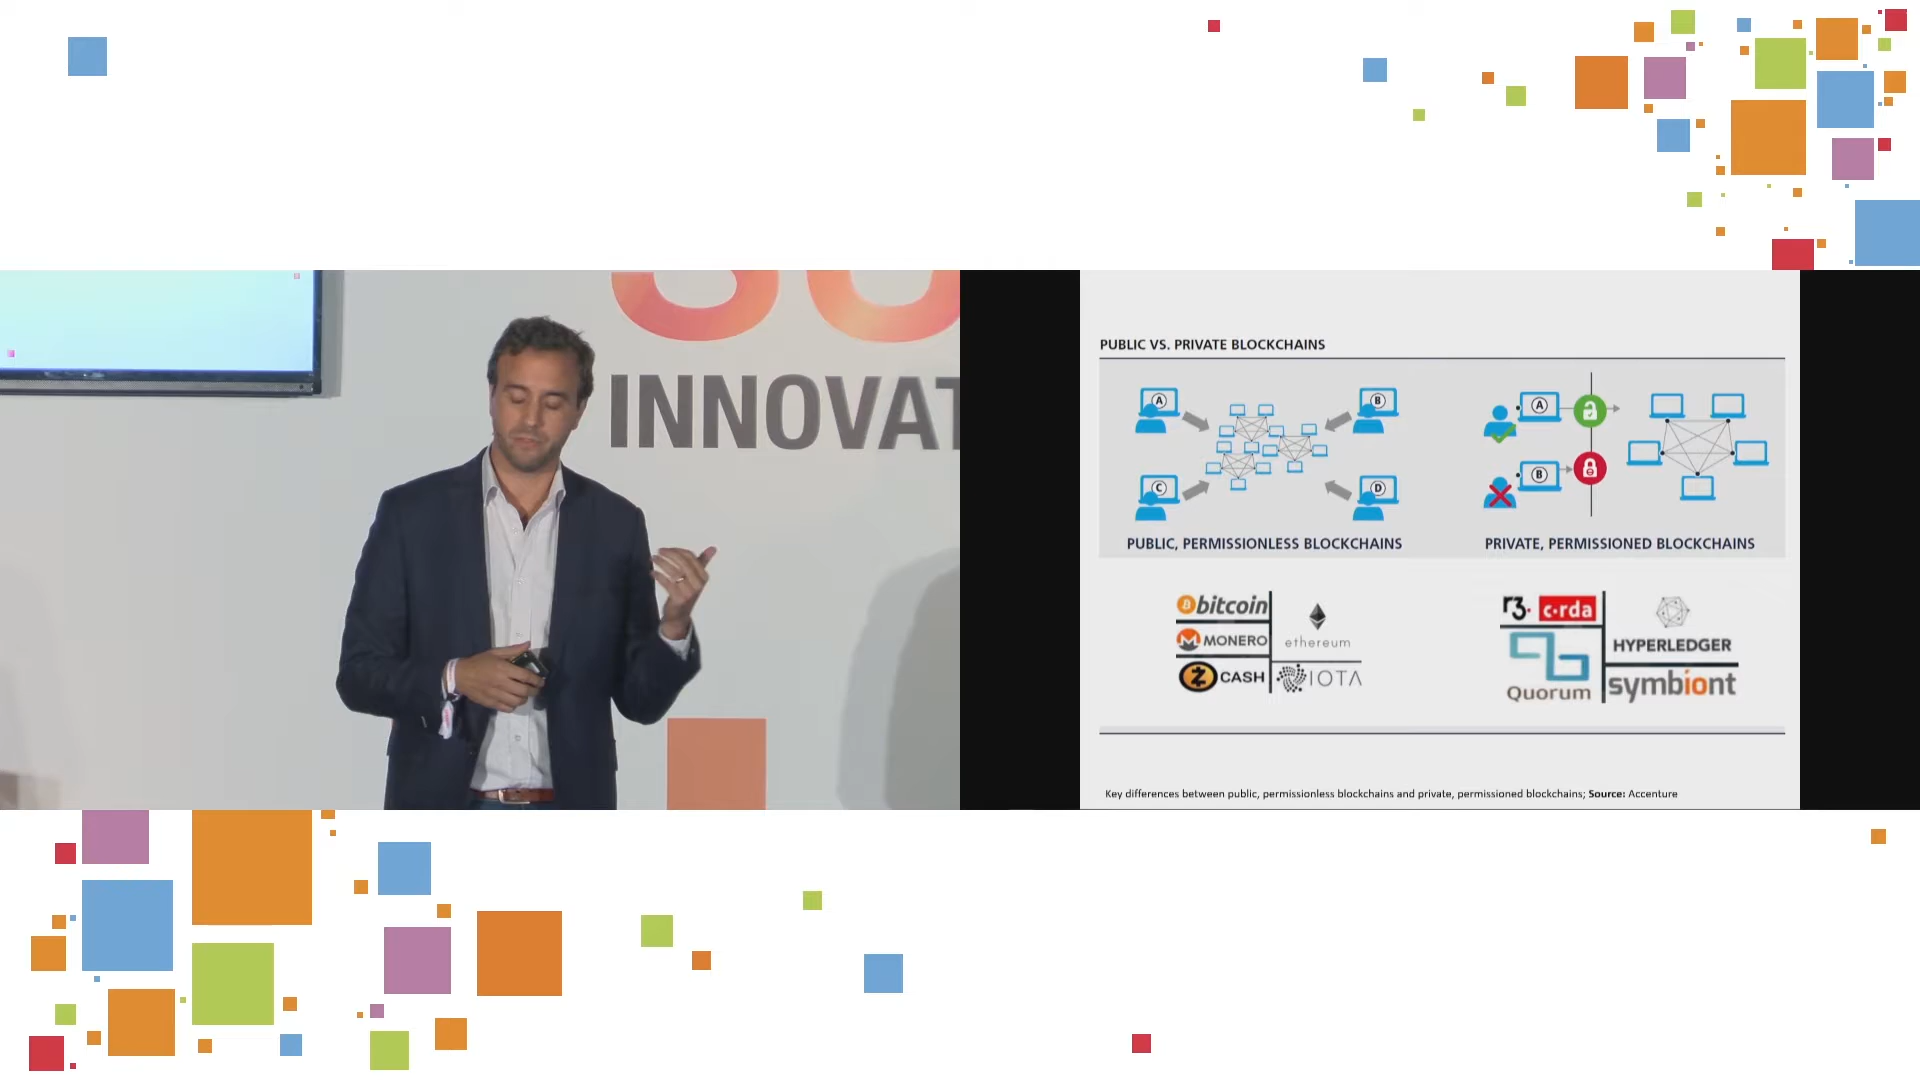 INNOVAT
PUBLIC VS. PRIVATE BLOCKCHAINS
A
B
C
D
A
B
PUBLIC, PERMISSIONLESS BLOCKCHAINS
PRIVATE, PERMISSIONED BLOCKCHAINS
bitcoin
MONERO
CASH
ethereum
IOTA
r3. c·rda
HYPERLEDGER
Quorum
symbiont
Key differences between public, permissionless blockchains and private, permissioned blockchains; Source: Accenture